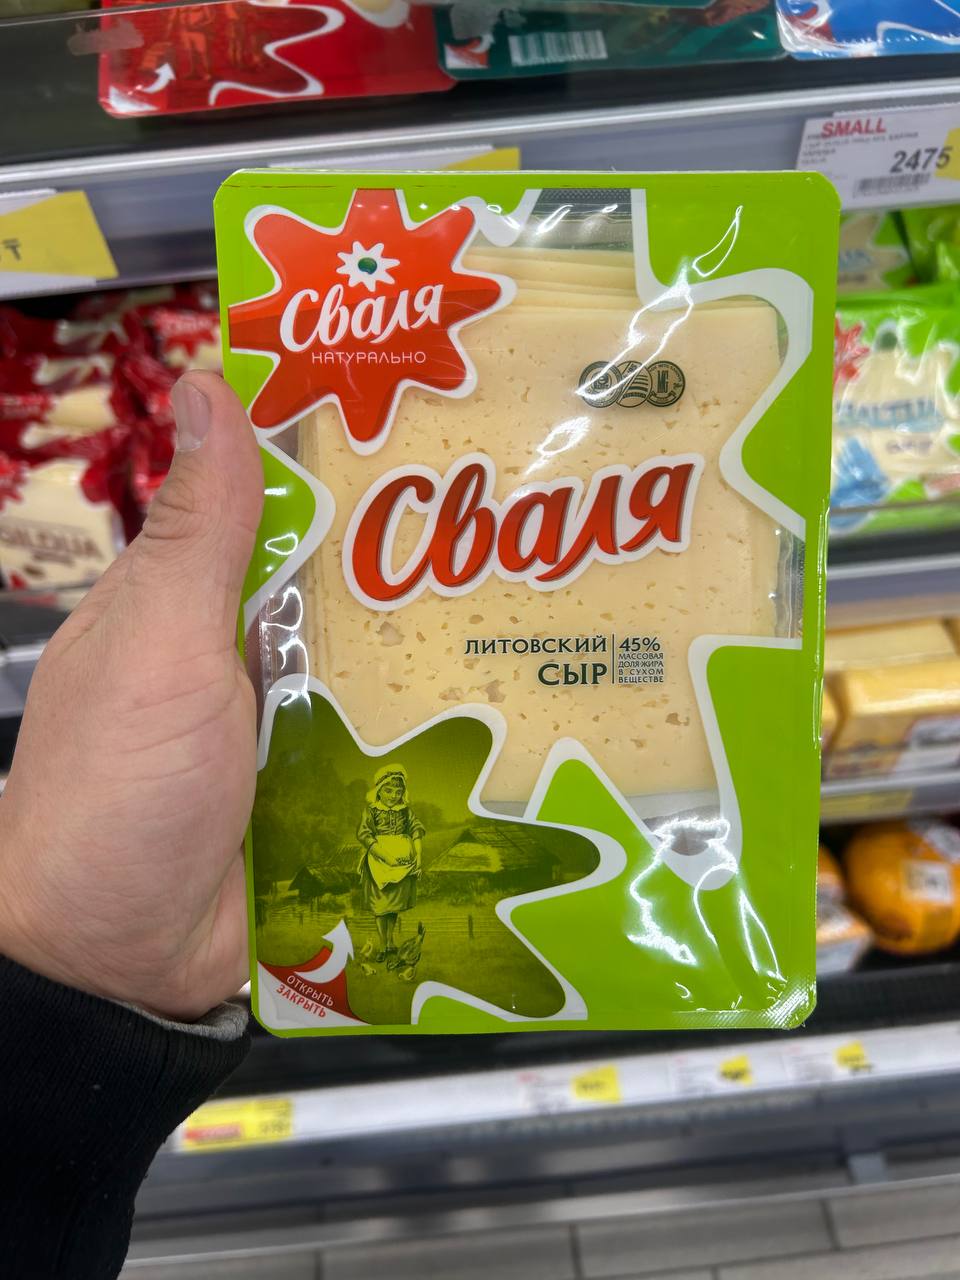 SMALL
2475
Сваля
НАТУРАЛЬНО
Сваля
ЛИТОВСКИЙ
СЫР
45%
МАССОВАЯ
ДОЛЯ ЖИРА
В СУХОМ
ВЕЩЕСТВЕ
ОТКРЫТЬ
ЗАКРЫТЬ